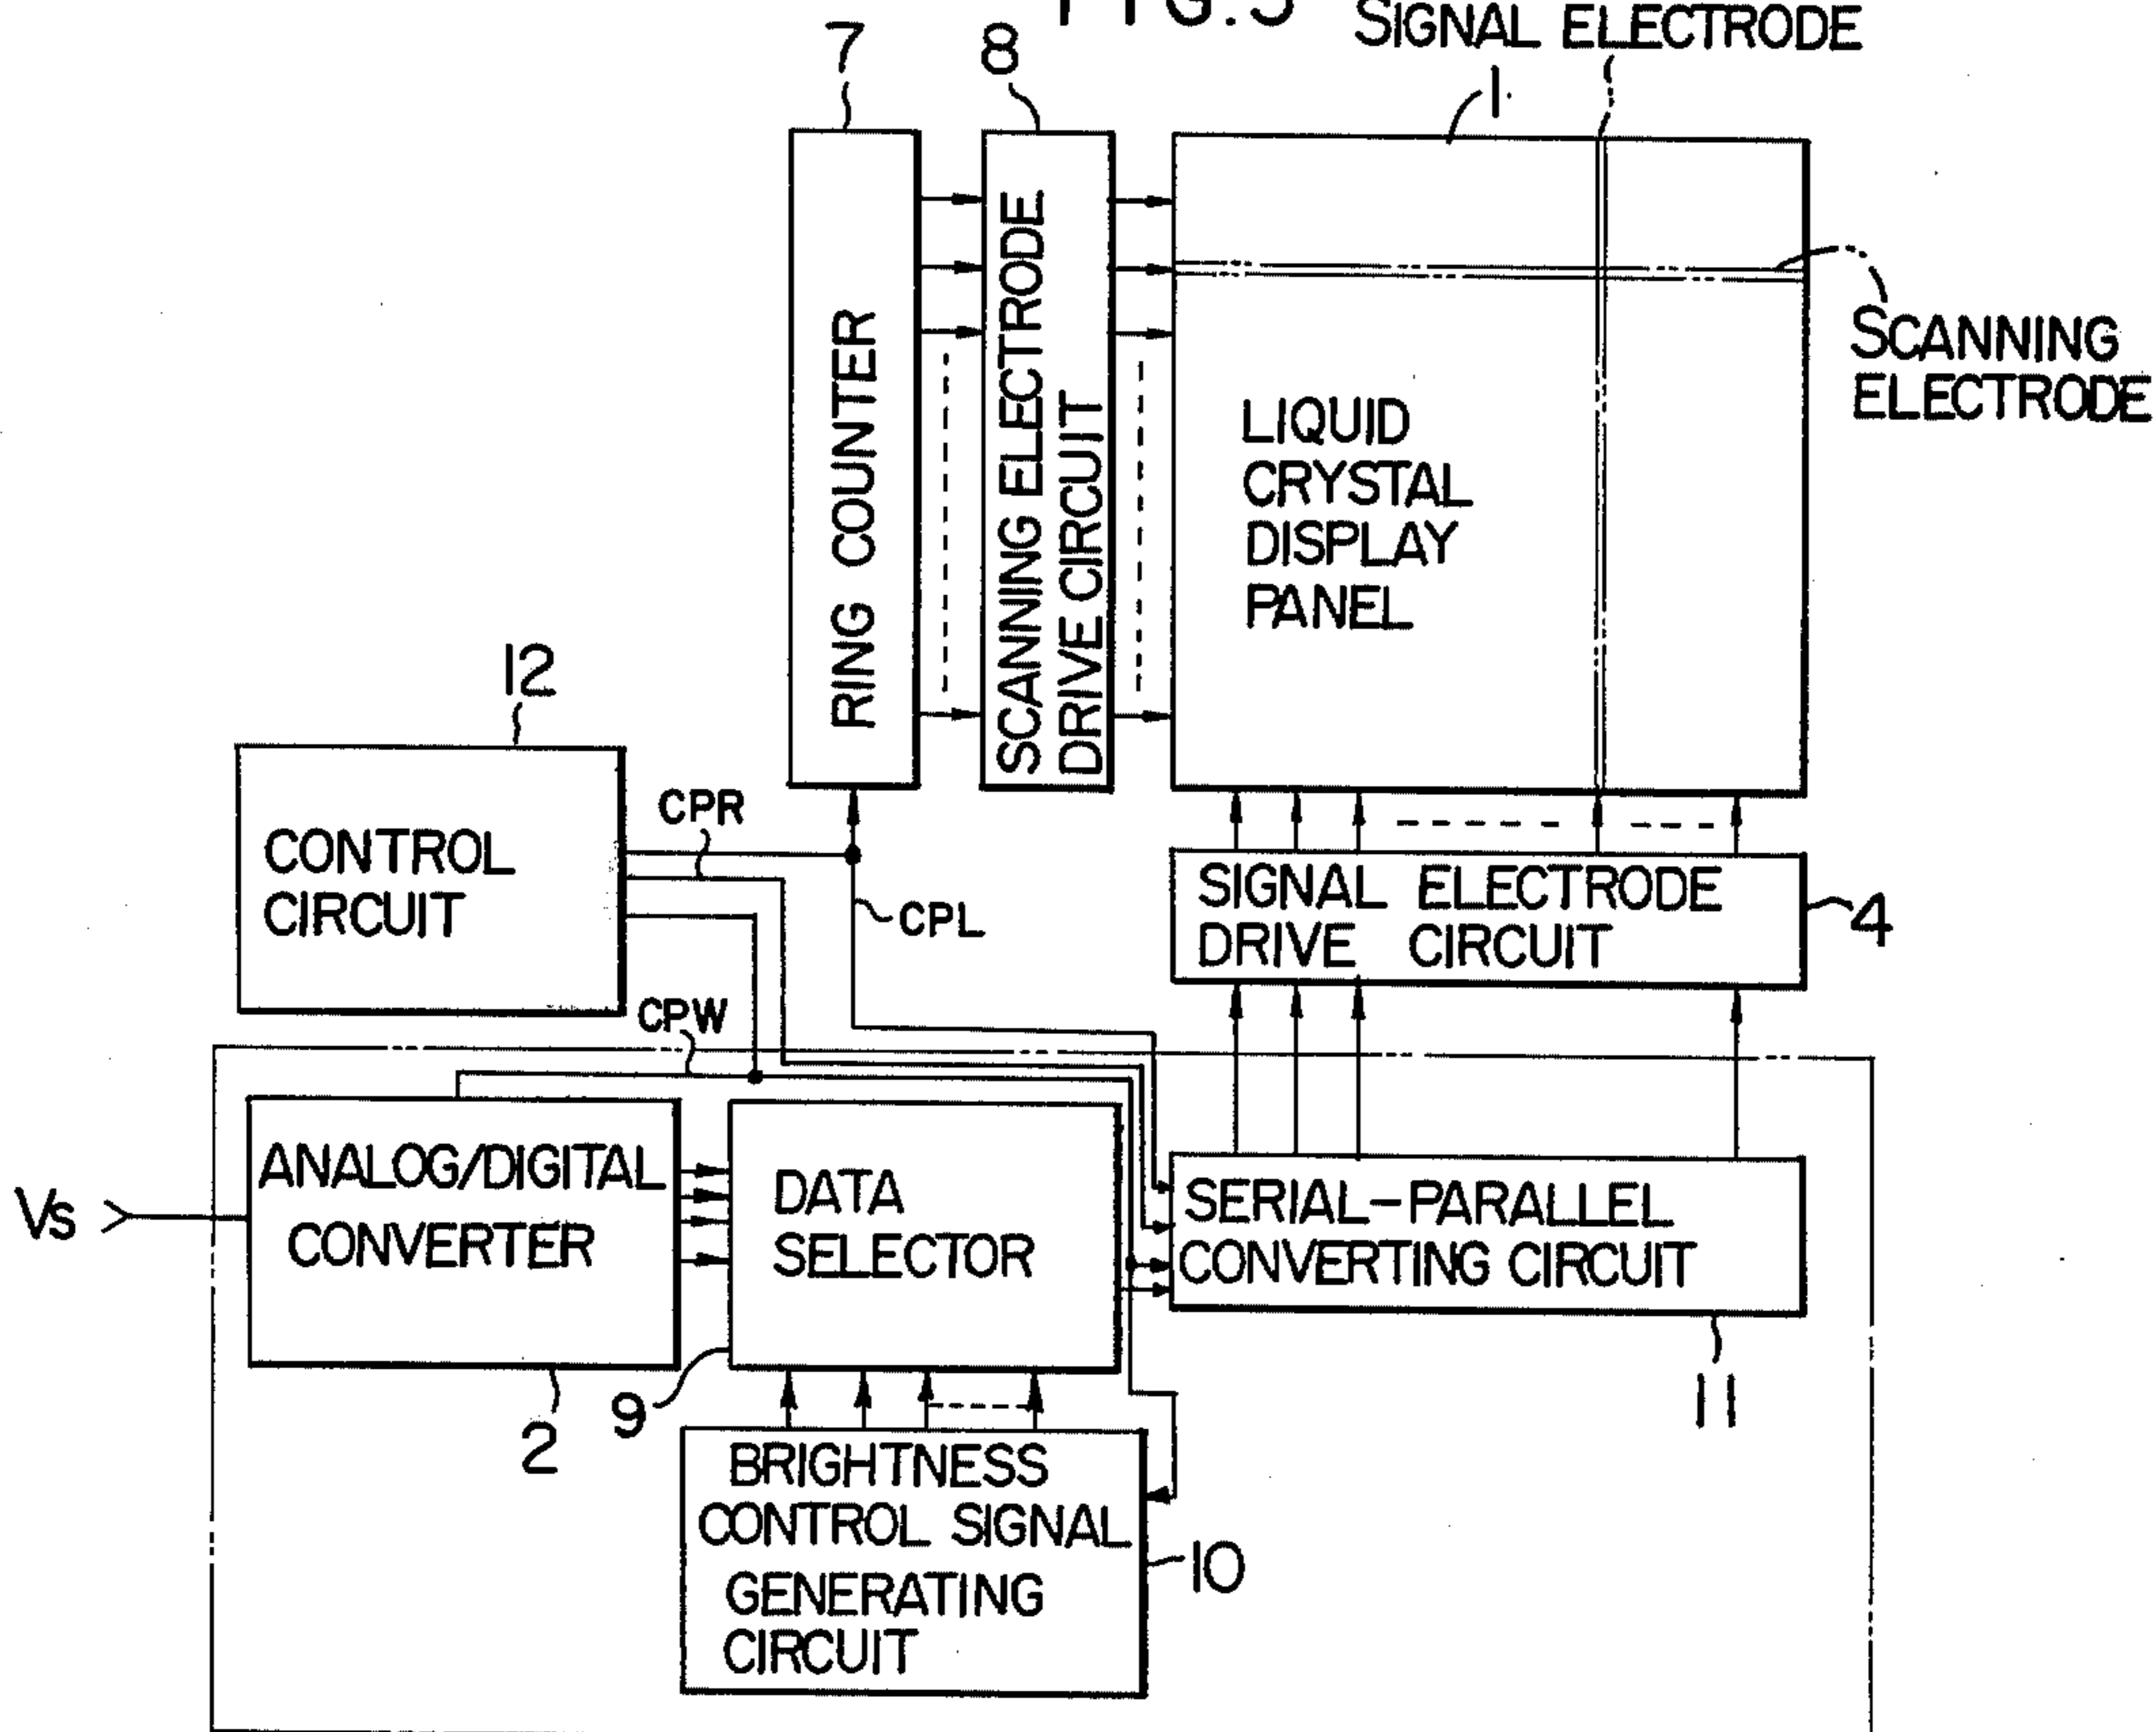 FIG.5
SIGNAL ELECTRODE
7
8
1
RING COUNTER
SCANNING ELECTRODE
DRIVE CIRCUIT
LIQUID
CRYSTAL
DISPLAY
PANEL
SCANNING
ELECTRODE
12
CONTROL
CIRCUIT
CPR
CPL
CPW
SIGNAL ELECTRODE
DRIVE CIRCUIT
4
Vs
ANALOG/DIGITAL
CONVERTER
2
DATA
SELECTOR
9
SERIAL-PARALLEL
CONVERTING CIRCUIT
11
BRIGHTNESS
CONTROL SIGNAL
GENERATING
CIRCUIT
10